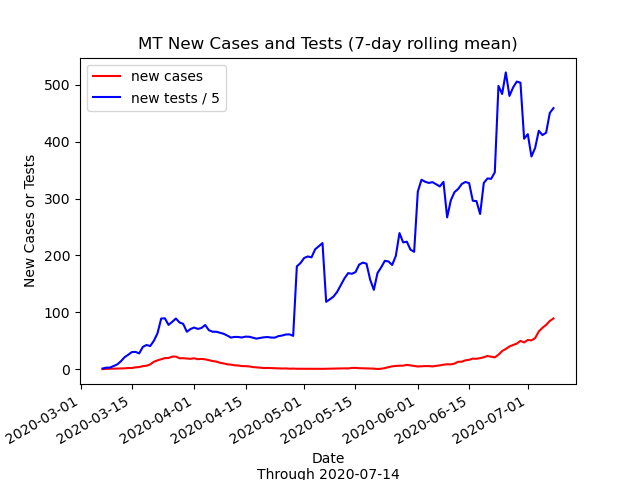 MT New Cases and Tests (7-day rolling mean)
new cases
new tests / 5
New Cases or Tests
500
400
300
200
100
0
2020-03-01
2020-03-15
2020-04-01
2020-04-15
2020-05-01
2020-05-15
2020-06-01
2020-06-15
2020-07-01
Date
Through 2020-07-14